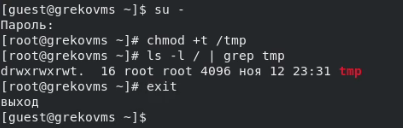 [guest@grekovms ~]$ su -
Пароль:
[root@grekovms ~]# chmod +t /tmp
[root@grekovms ~]# ls -l / | grep tmp
drwxrwxrwt.  16 root root 4096 ноя 12 23:31 tmp
[root@grekovms ~]# exit
выход
[guest@grekovms ~]$